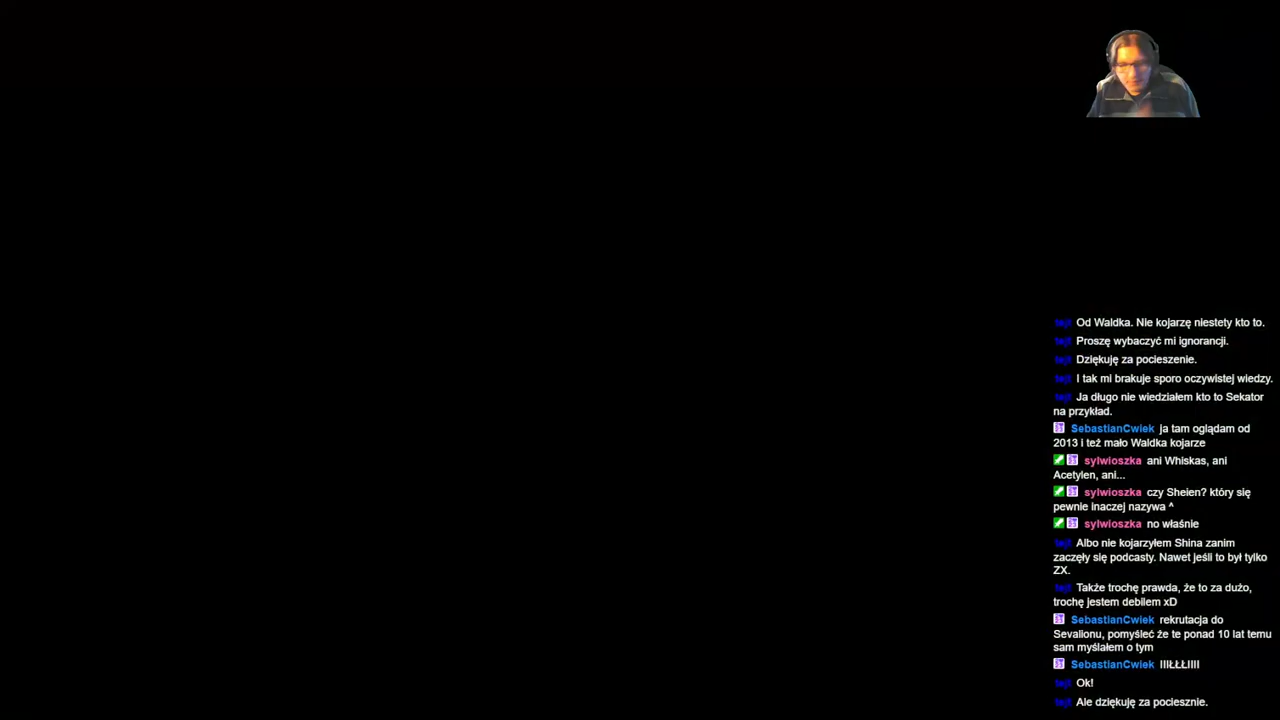 Od Waldka. Nie kojarzę niestety kto to.
Proszę wybaczyć mi ignorancji.
Dziękuję za pocieszenie.
I tak mi brakuje sporo oczywistej wiedzy.
Ja długo nie wiedziałem kto to Sekator
na przykład.
SebastianCwiek ja tam oglądam od
2013 i też mało Waldka kojarze
sylwioszka ani Whiskas, ani
Acetylen, ani...
sylwioszka czy Sheien? który się
pewnie inaczej nazywa ^
sylwioszka no właśnie
Albo nie kojarzyłem Shina zanim
zaczęły się podcasty. Nawet jeśli to był tylko
ZX.
Także trochę prawda, że to za dużo,
trochę jestem debilem xD
SebastianCwiek rekrutacja do
Sevalionu, pomyśleć że te ponad 10 lat temu
sam myślałem o tym
SebastianCwiek IIIŁŁŁIIII
Ok!
Ale dziękuję za pociesznie.